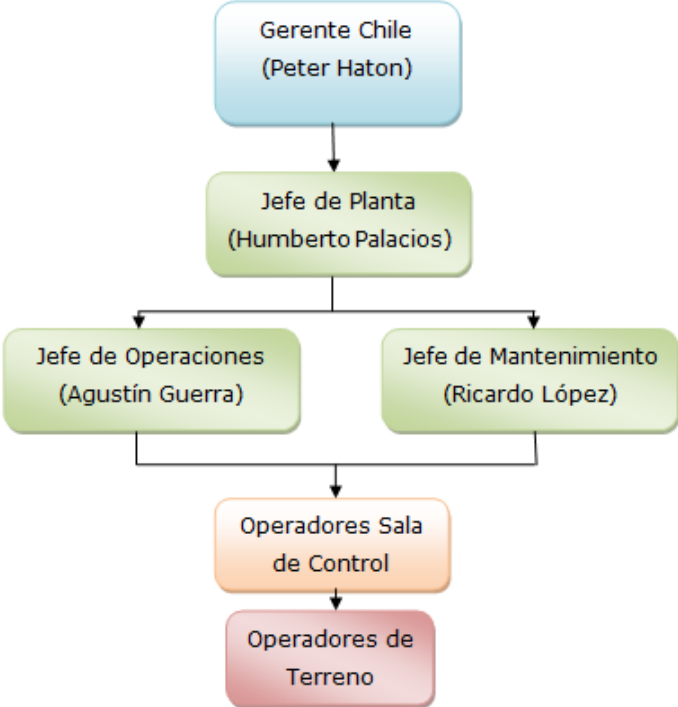 Gerente Chile
(Peter Haton)
Jefe de Planta
(Humberto Palacios)
Jefe de Operaciones
(Agustín Guerra)
Jefe de Mantenimiento
(Ricardo López)
Operadores Sala
de Control
Operadores de
Terreno